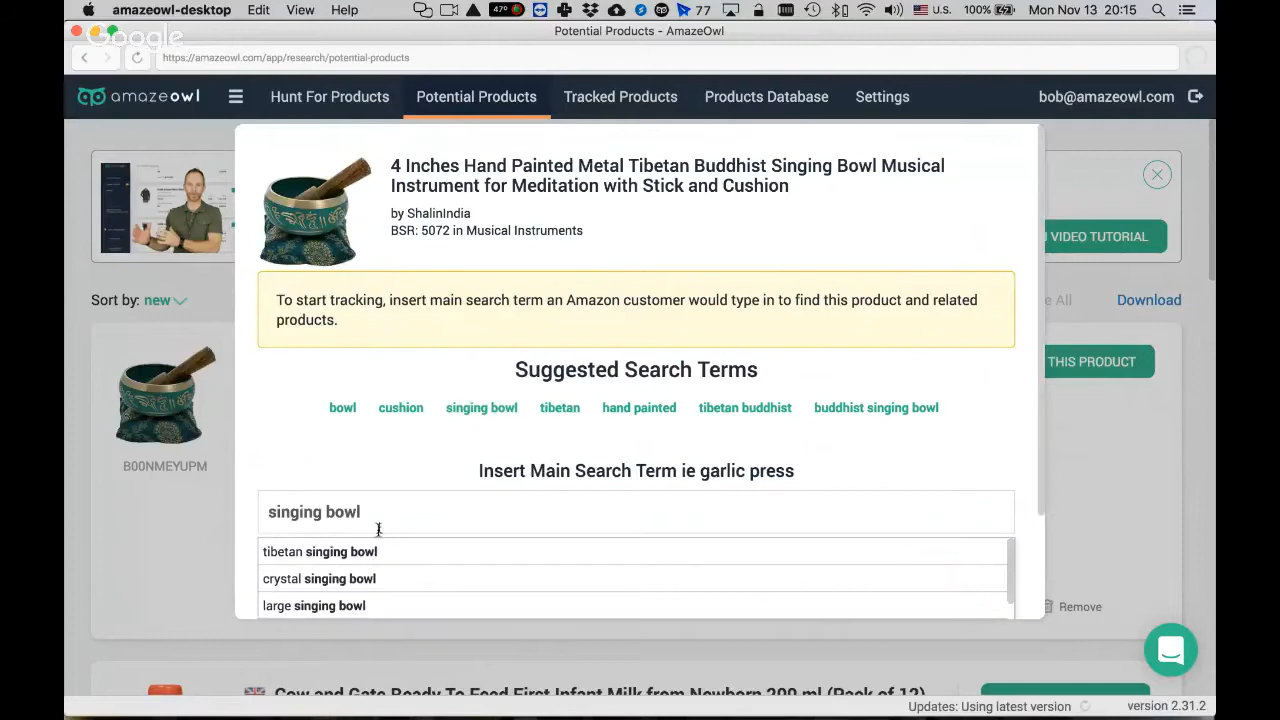 amazeowl-desktop Edit View Help 47° 77 U.S. 100% Mon Nov 13 20:15
Google
Potential Products - AmazeOwl
https://amazeowl.com/app/research/potential-products
amazeowl Hunt For Products Potential Products Tracked Products Products Database Settings bob@amazeowl.com
4 Inches Hand Painted Metal Tibetan Buddhist Singing Bowl Musical
Instrument for Meditation with Stick and Cushion
by ShalinIndia
BSR: 5072 in Musical Instruments
VIDEO TUTORIAL
Sort by: new
e All Download
To start tracking, insert main search term an Amazon customer would type in to find this product and related
products.
THIS PRODUCT
Suggested Search Terms
bowl cushion singing bowl tibetan hand painted tibetan buddhist buddhist singing bowl
B00NMEYUPM
Insert Main Search Term ie garlic press
singing bowl
tibetan singing bowl
crystal singing bowl
large singing bowl
Remove
Cow and Gate Ready To Feed First Infant Milk from Newborn 200 ml (Pack of 12)
Updates: Using latest version version 2.31.2